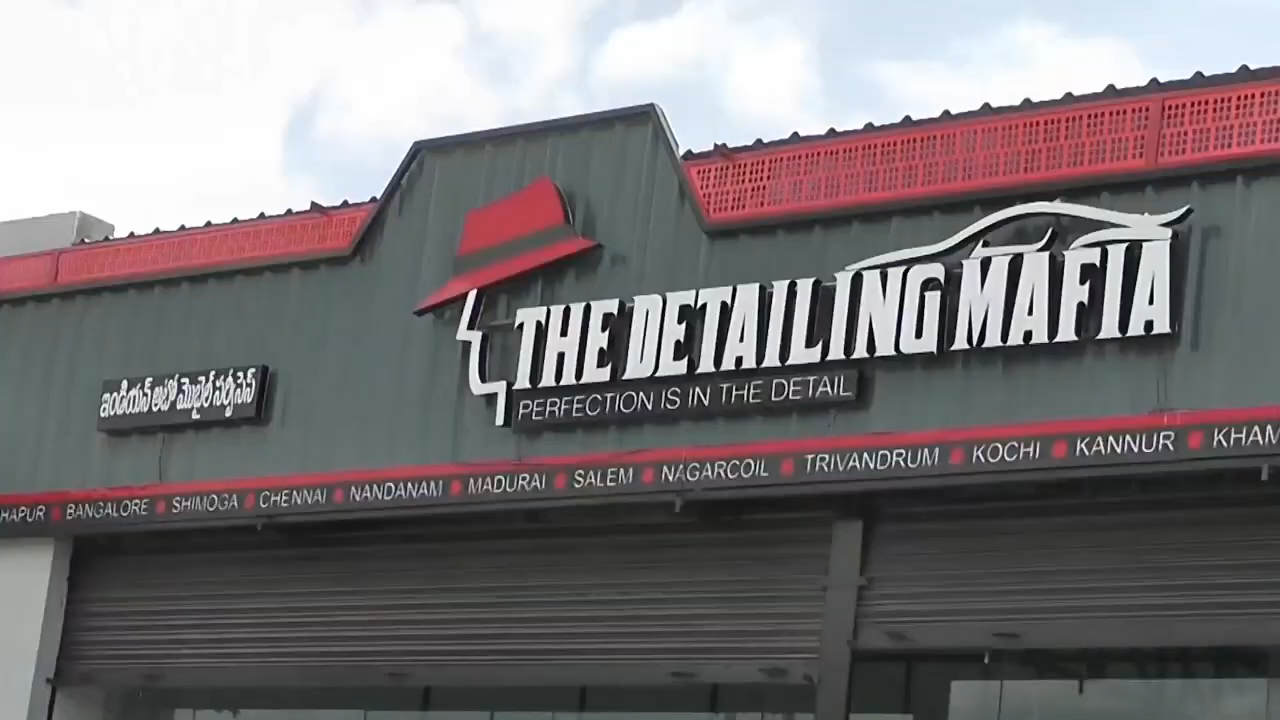 THE DETAILING MAFIA
PERFECTION IS IN THE DETAIL
ఇండియన్ ఆటో మొబైల్ సర్వీసెస్
BANGALORE SHIMOGA CHENNAI NANDANAM MADURAI SALEM NAGARCOIL TRIVANDRUM KOCHI KANNUR